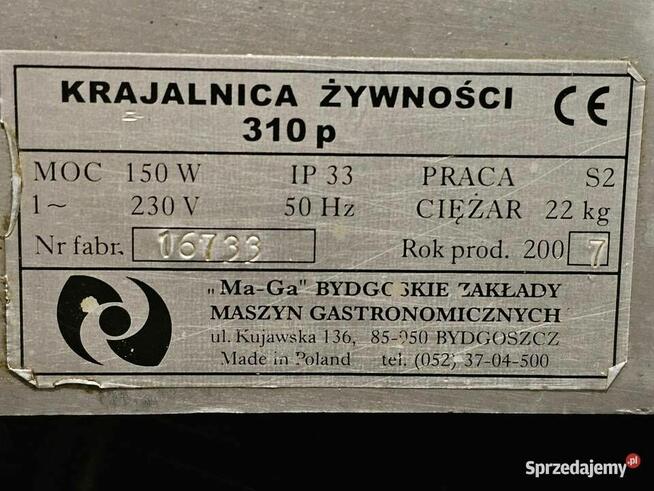 KRAJALNICA ŻYWNOŚCI CE
310 p
MOC 150 W IP 33 PRACA S2
1~ 230 V 50 Hz CIĘŻAR 22 kg
Nr fabr. 16733 Rok prod. 2007
"Ma-Ga" BYDGOSKIE ZAKŁADY
MASZYN GASTRONOMICZNYCH
ul. Kujawska 136, 85-950 BYDGOSZCZ
Made in Poland tel. (052) 37-04-500
Sprzedajemy.pl